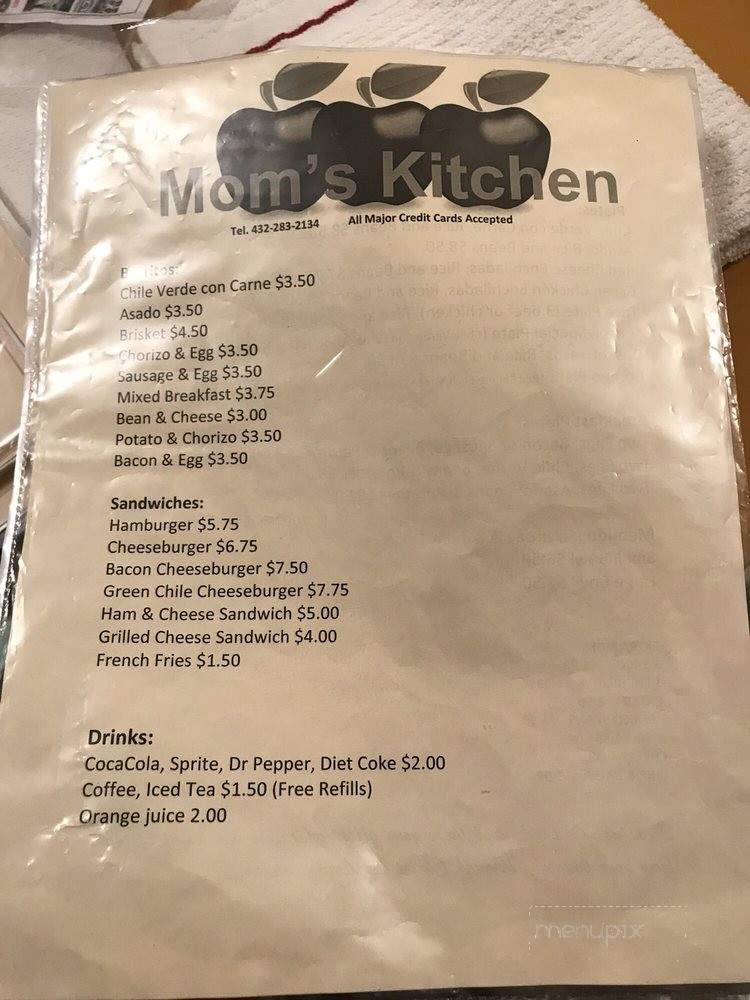 Mom's Kitchen
Tel. 432-283-2134 All Major Credit Cards Accepted
Burritos:
Chile Verde con Carne $3.50
Asado $3.50
Brisket $4.50
Chorizo & Egg $3.50
Sausage & Egg $3.50
Mixed Breakfast $3.75
Bean & Cheese $3.00
Potato & Chorizo $3.50
Bacon & Egg $3.50
Sandwiches:
Hamburger $5.75
Cheeseburger $6.75
Bacon Cheeseburger $7.50
Green Chile Cheeseburger $7.75
Ham & Cheese Sandwich $5.00
Grilled Cheese Sandwich $4.00
French Fries $1.50
Drinks:
CocaCola, Sprite, Dr Pepper, Diet Coke $2.00
Coffee, Iced Tea $1.50 (Free Refills)
Orange juice 2.00
menupix